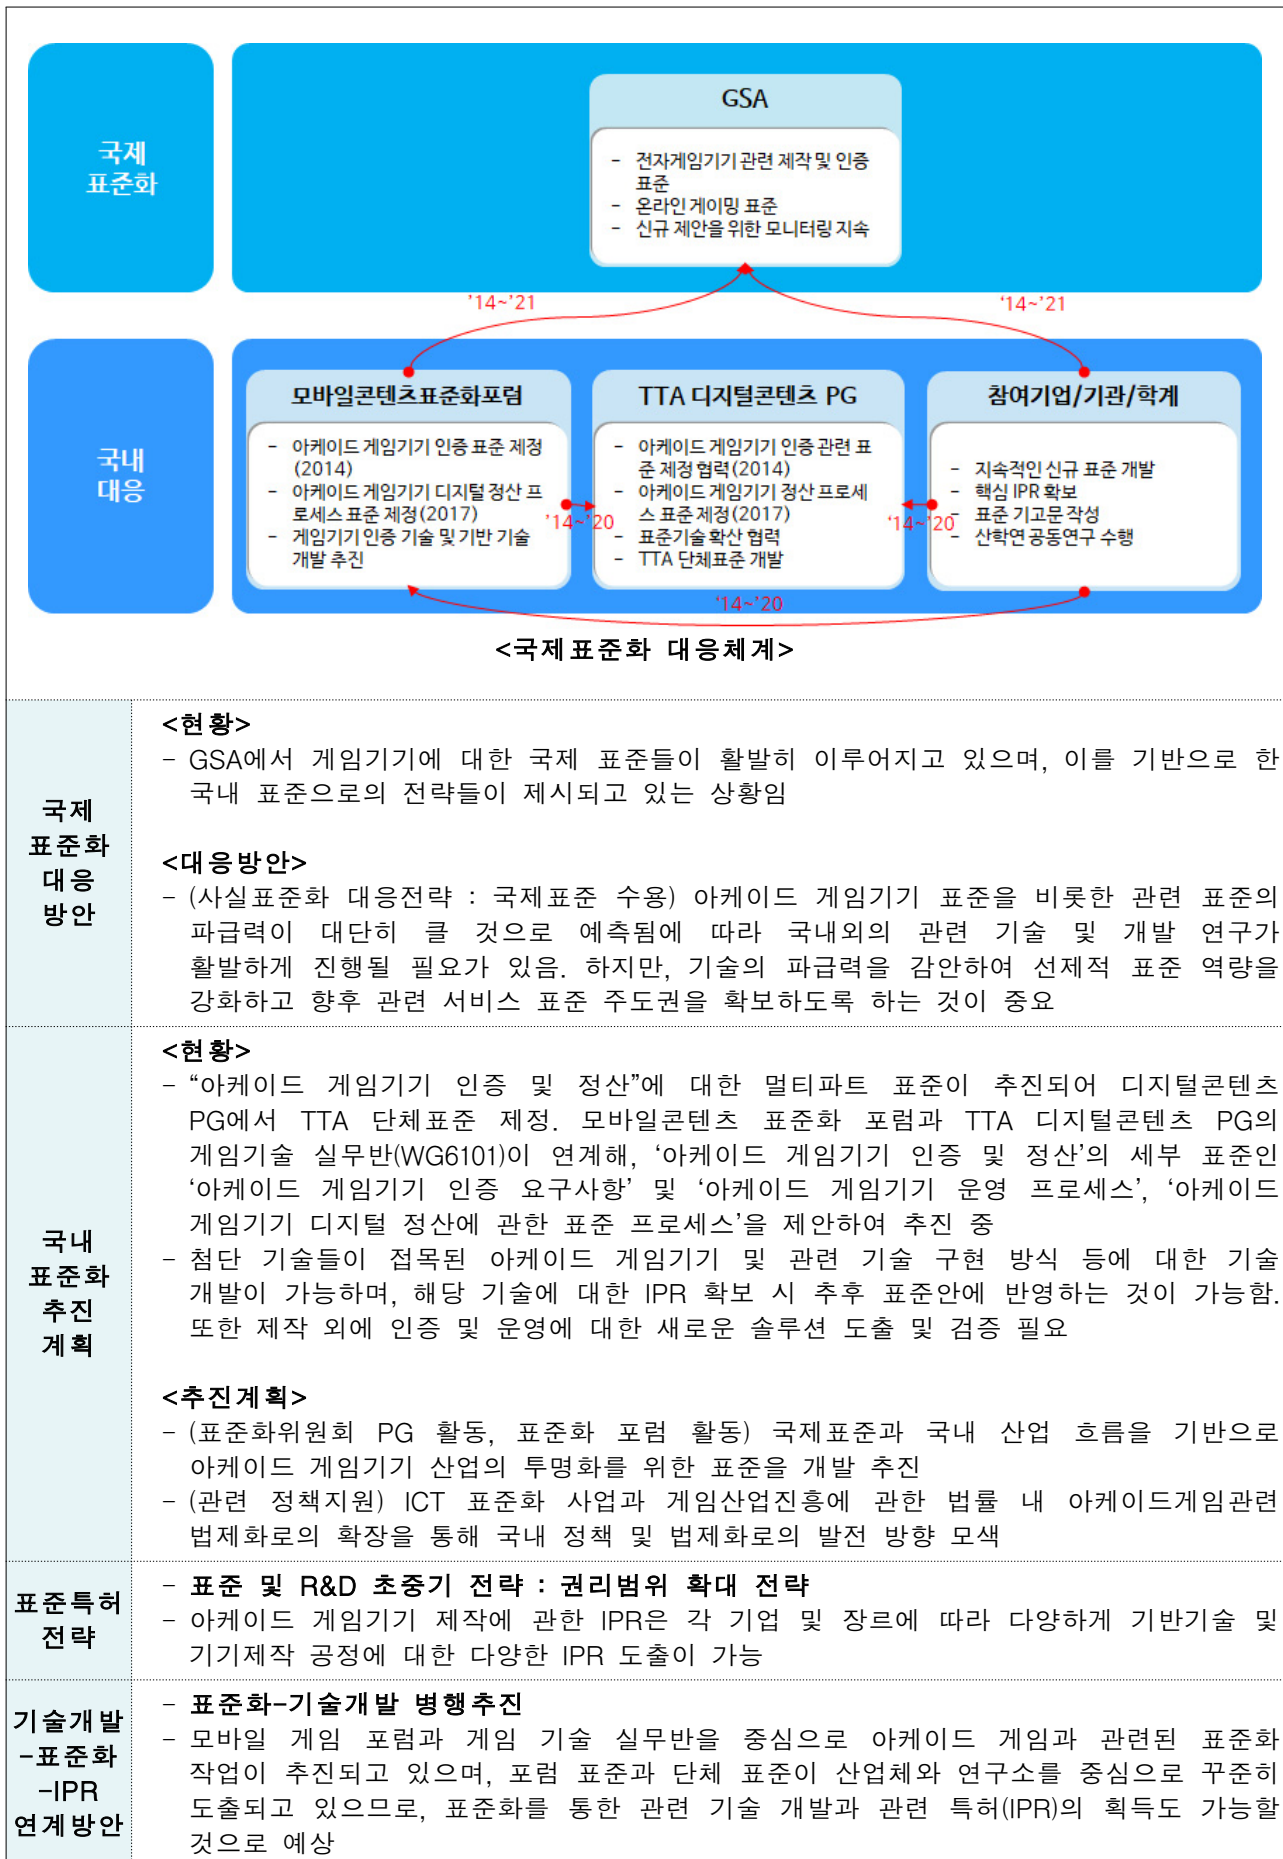 국제
표준화
GSA
- 전자게임기기 관련 제작 및 인증
표준
- 온라인 게이밍 표준
- 신규 제안을 위한 모니터링 지속
'14~'21
'14~'21
국내
대응
모바일콘텐츠표준화포럼
- 아케이드 게임기기 인증 표준 제정
(2014)
- 아케이드 게임기기 디지털 정산 프
로세스 표준 제정(2017)
- 게임기기 인증 기술 및 기반 기술
개발 추진
'14~'20
TTA 디지털콘텐츠 PG
- 아케이드 게임기기 인증 관련 표
준 제정 협력(2014)
- 아케이드 게임기기 정산 프로세
스 표준 제정(2017)
- 표준기술 확산 협력
- TTA 단체표준 개발
'14~'20
참여기업/기관/학계
- 지속적인 신규 표준 개발
- 핵심 IPR 확보
- 표준 기고문 작성
- 산학연 공동연구 수행
'14~'20
<국제표준화 대응체계>
국제
표준화
대응
방안
<현황>
- GSA에서 게임기기에 대한 국제 표준들이 활발히 이루어지고 있으며, 이를 기반으로 한
국내 표준으로의 전략들이 제시되고 있는 상황임
<대응방안>
- (사실표준화 대응전략 : 국제표준 수용) 아케이드 게임기기 표준을 비롯한 관련 표준의
파급력이 대단히 클 것으로 예측됨에 따라 국내외의 관련 기술 및 개발 연구가
활발하게 진행될 필요가 있음. 하지만, 기술의 파급력을 감안하여 선제적 표준 역량을
강화하고 향후 관련 서비스 표준 주도권을 확보하도록 하는 것이 중요
국내
표준화
추진
계획
<현황>
- “아케이드 게임기기 인증 및 정산”에 대한 멀티파트 표준이 추진되어 디지털콘텐츠
PG에서 TTA 단체표준 제정. 모바일콘텐츠 표준화 포럼과 TTA 디지털콘텐츠 PG의
게임기술 실무반(WG6101)이 연계해, ‘아케이드 게임기기 인증 및 정산’의 세부 표준인
‘아케이드 게임기기 인증 요구사항’ 및 ‘아케이드 게임기기 운영 프로세스’, ‘아케이드
게임기기 디지털 정산에 관한 표준 프로세스’을 제안하여 추진 중
- 첨단 기술들이 접목된 아케이드 게임기기 및 관련 기술 구현 방식 등에 대한 기술
개발이 가능하며, 해당 기술에 대한 IPR 확보 시 추후 표준안에 반영하는 것이 가능함.
또한 제작 외에 인증 및 운영에 대한 새로운 솔루션 도출 및 검증 필요
<추진계획>
- (표준화위원회 PG 활동, 표준화 포럼 활동) 국제표준과 국내 산업 흐름을 기반으로
아케이드 게임기기 산업의 투명화를 위한 표준을 개발 추진
- (관련 정책지원) ICT 표준화 사업과 게임산업진흥에 관한 법률 내 아케이드게임관련
법제화로의 확장을 통해 국내 정책 및 법제화로의 발전 방향 모색
표준특허
전략
- 표준 및 R&D 초중기 전략 : 권리범위 확대 전략
- 아케이드 게임기기 제작에 관한 IPR은 각 기업 및 장르에 따라 다양하게 기반기술 및
기기제작 공정에 대한 다양한 IPR 도출이 가능
기술개발
-표준화
-IPR
연계방안
- 표준화-기술개발 병행추진
- 모바일 게임 포럼과 게임 기술 실무반을 중심으로 아케이드 게임과 관련된 표준화
작업이 추진되고 있으며, 포럼 표준과 단체 표준이 산업체와 연구소를 중심으로 꾸준히
도출되고 있으므로, 표준화를 통한 관련 기술 개발과 관련 특허(IPR)의 획득도 가능할
것으로 예상